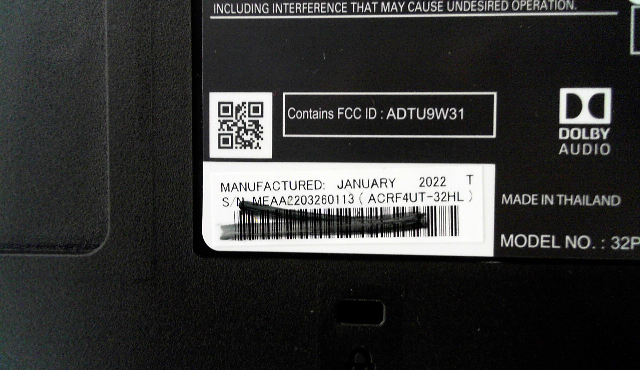 INCLUDING INTERFERENCE THAT MAY CAUSE UNDESIRED OPERATION.
Contains FCC ID : ADTU9W31
DOLBY
AUDIO
MANUFACTURED: JANUARY 2022 T
S/N MEAA2203260113 ( ACRF4UT-32HL )
MADE IN THAILAND
MODEL NO. : 32P